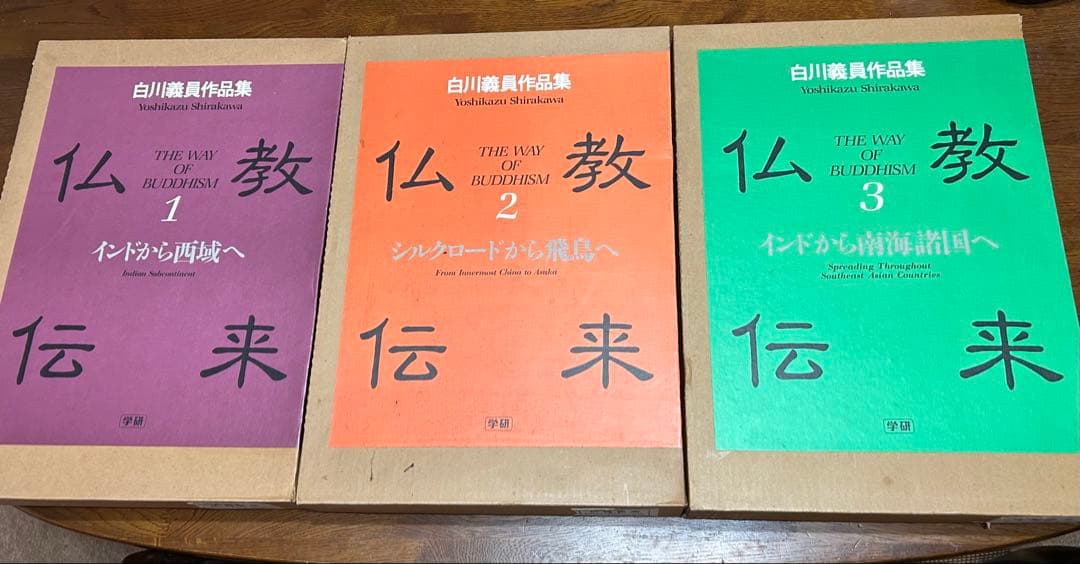 白川義員作品集
Yoshikazu Shirakawa
仏教
THE WAY
OF
BUDDHISM
1
インドから西域へ
Indian Subcontinent
伝来
学研
白川義員作品集
Yoshikazu Shirakawa
仏教
THE WAY
OF
BUDDHISM
2
シルクロードから飛鳥へ
From Innermost China to Asuka
伝来
学研
白川義員作品集
Yoshikazu Shirakawa
仏教
THE WAY
OF
BUDDHISM
3
インドから南海諸国へ
Spreading Throughout
Southeast Asian Countries
伝来
学研